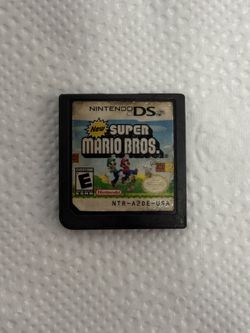 NINTENDO DS
New
SUPER
MARIO BROS.
E
Nintendo
NTR-A2DE-USA